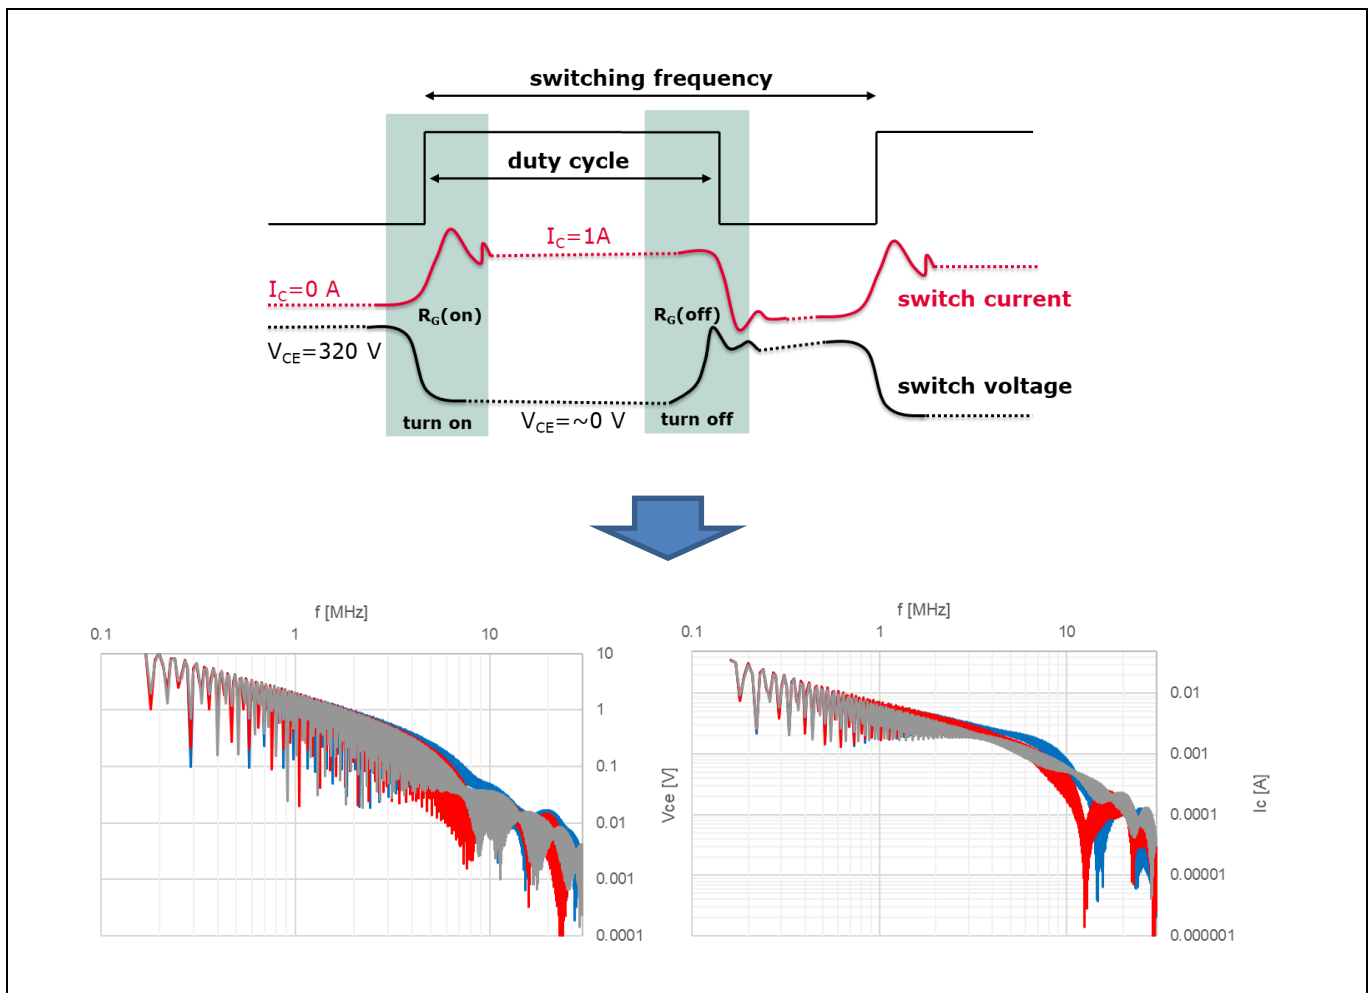 switching frequency
duty cycle
I_C=1A
I_C=0 A
R_G(on)
R_G(off)
switch current
V_CE=320 V
switch voltage
turn on
V_CE=~0 V
turn off
f [MHz]
0.1
1
10
10
1
0.1
0.01
0.001
0.0001
Vce [V]
f [MHz]
0.1
1
10
0.01
0.001
0.0001
0.00001
0.000001
Ic [A]